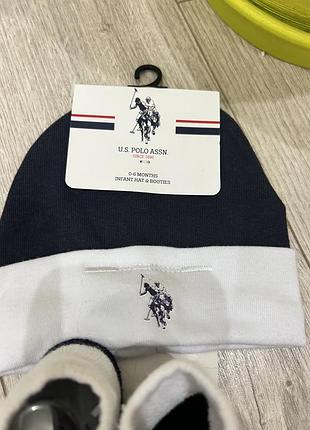 U.S. POLO ASSN.
SINCE 1890
0-6 MONTHS
INFANT HAT & BOOTIES